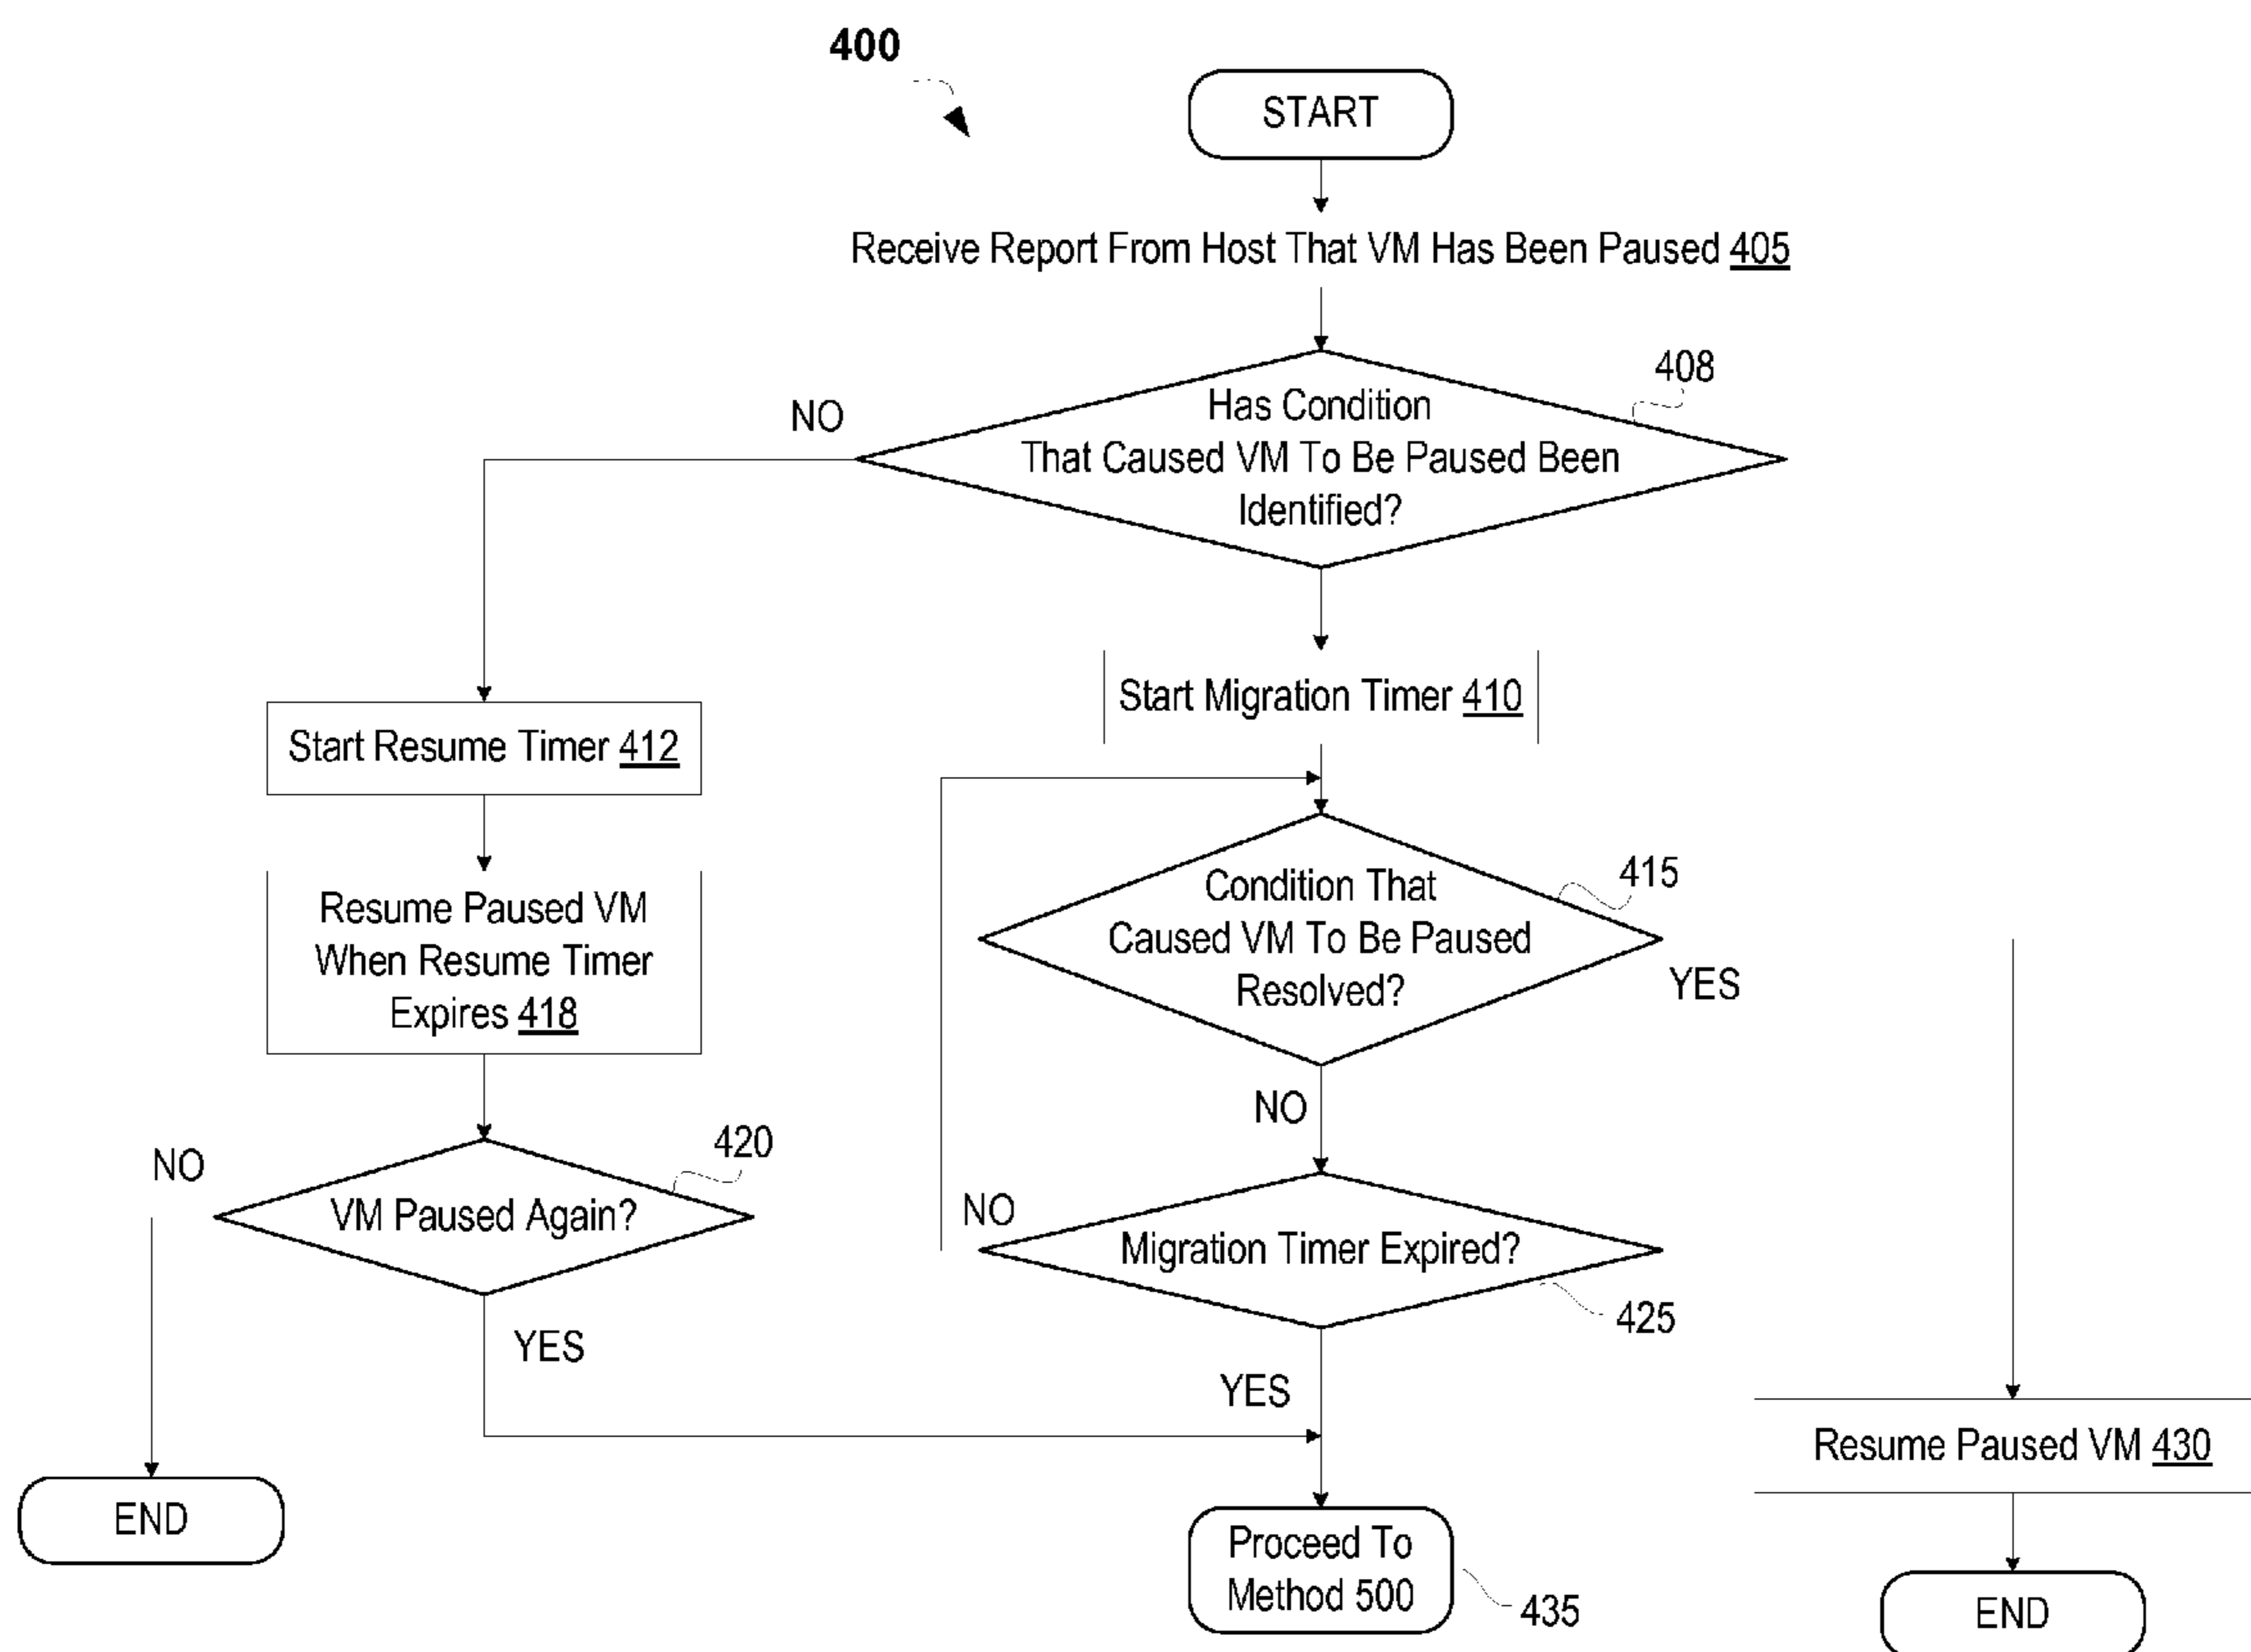 400
START
Receive Report From Host That VM Has Been Paused 405
408
Has Condition
That Caused VM To Be Paused Been
Identified?
NO
Start Migration Timer 410
Start Resume Timer 412
415
Condition That
Caused VM To Be Paused
Resolved?
YES
NO
Resume Paused VM
When Resume Timer
Expires 418
420
VM Paused Again?
NO
YES
NO
Migration Timer Expired?
425
YES
Resume Paused VM 430
END
Proceed To
Method 500
435
END